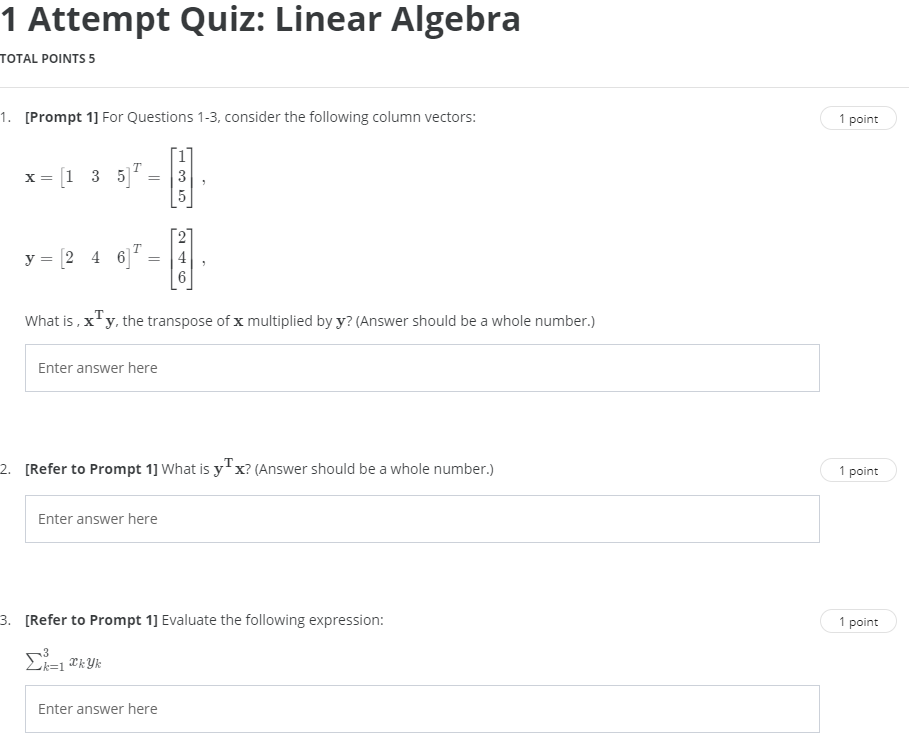 1 Attempt Quiz: Linear Algebra
TOTAL POINTS 5
1. [Prompt 1] For Questions 1-3, consider the following column vectors:
1 point
x = [1 3 5]^T = [1 3 5],
y = [2 4 6]^T = [2 4 6],
What is , x^T y, the transpose of x multiplied by y? (Answer should be a whole number.)
Enter answer here
2. [Refer to Prompt 1] What is y^T x? (Answer should be a whole number.)
1 point
Enter answer here
3. [Refer to Prompt 1] Evaluate the following expression:
1 point
∑_{k=1}^{3} x_k y_k
Enter answer here